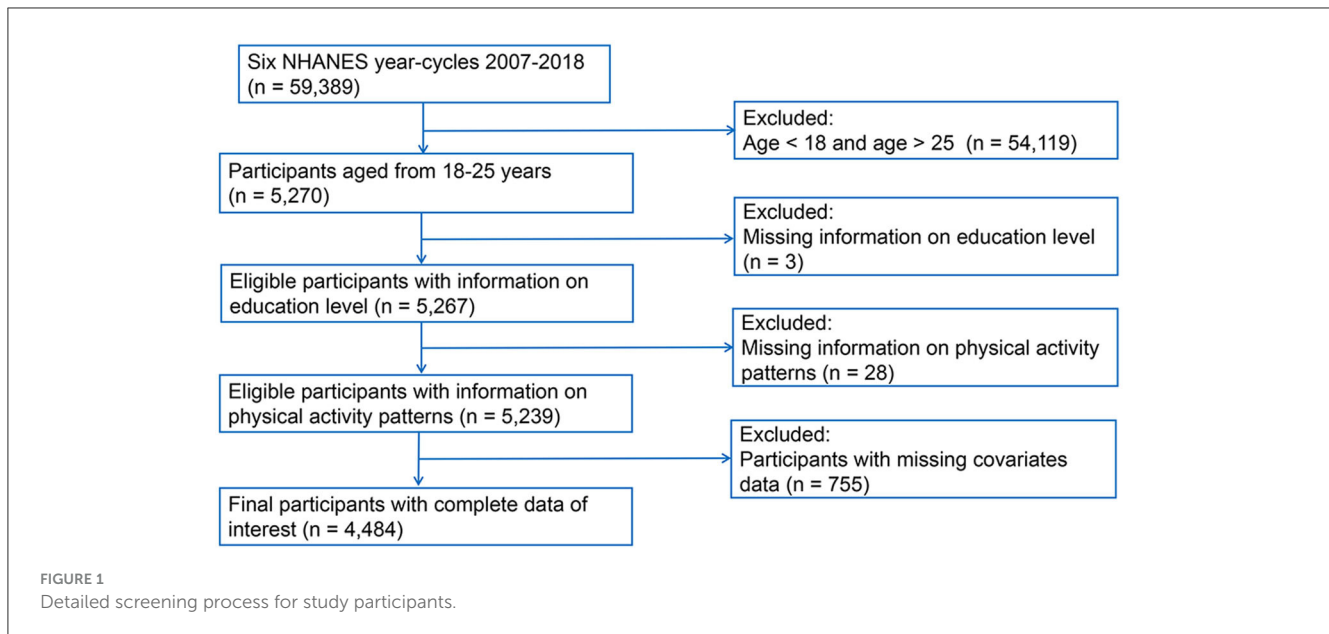 Six NHANES year-cycles 2007-2018
(n = 59,389)
Excluded:
Age < 18 and age > 25 (n = 54,119)
Participants aged from 18-25 years
(n = 5,270)
Excluded:
Missing information on education level
(n = 3)
Eligible participants with information on
education level (n = 5,267)
Excluded:
Missing information on physical activity
patterns (n = 28)
Eligible participants with information on
physical activity patterns (n = 5,239)
Excluded:
Participants with missing covariates
data (n = 755)
Final participants with complete data of
interest (n = 4,484)
FIGURE 1
Detailed screening process for study participants.